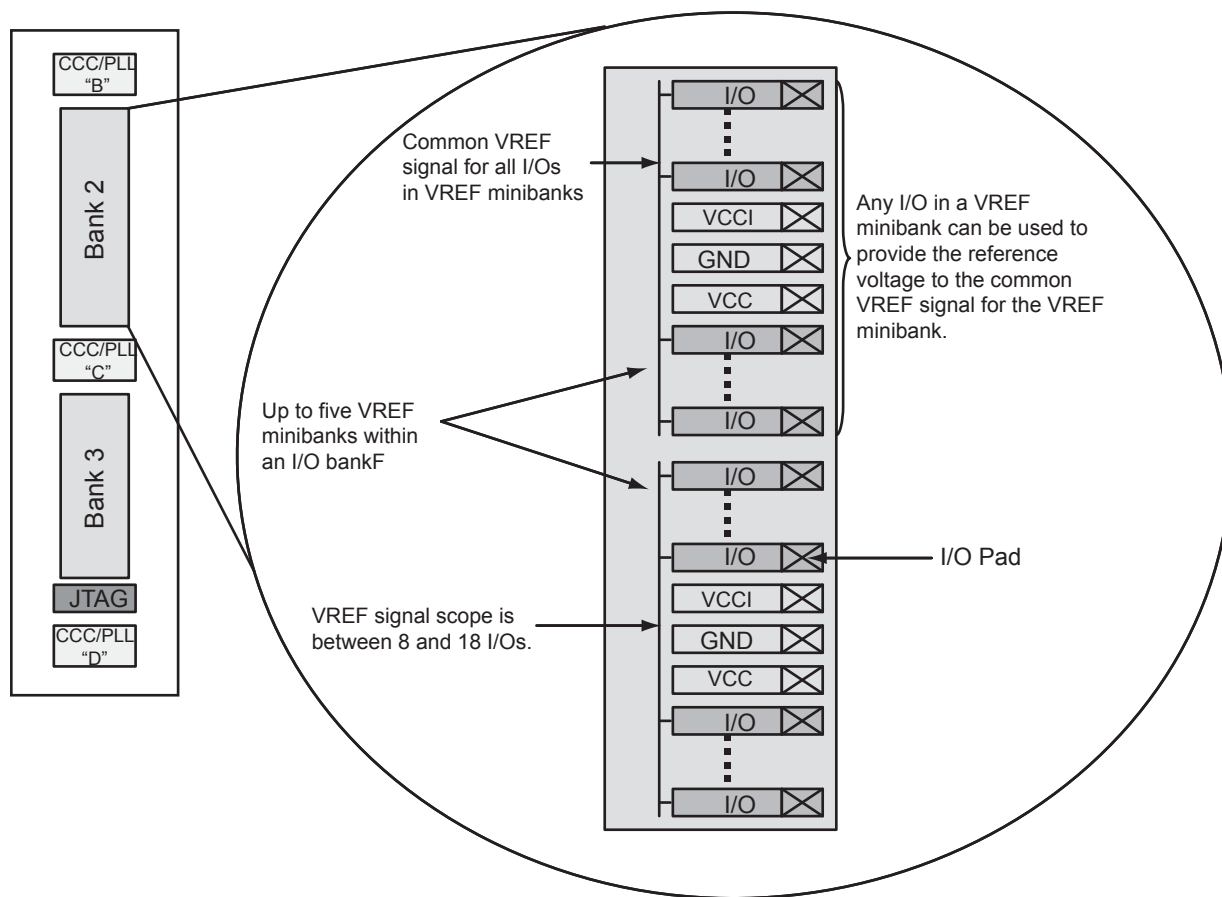 CCC/PLL
“B”
Bank 2
CCC/PLL
“C”
Bank 3
JTAG
CCC/PLL
“D”
Common VREF
signal for all I/Os
in VREF minibanks
Up to five VREF
minibanks within
an I/O bankF
VREF signal scope is
between 8 and 18 I/Os.
I/O
I/O
VCCI
GND
VCC
I/O
I/O
I/O
I/O
VCCI
GND
VCC
I/O
I/O
Any I/O in a VREF
minibank can be used to
provide the reference
voltage to the common
VREF signal for the VREF
minibank.
I/O Pad